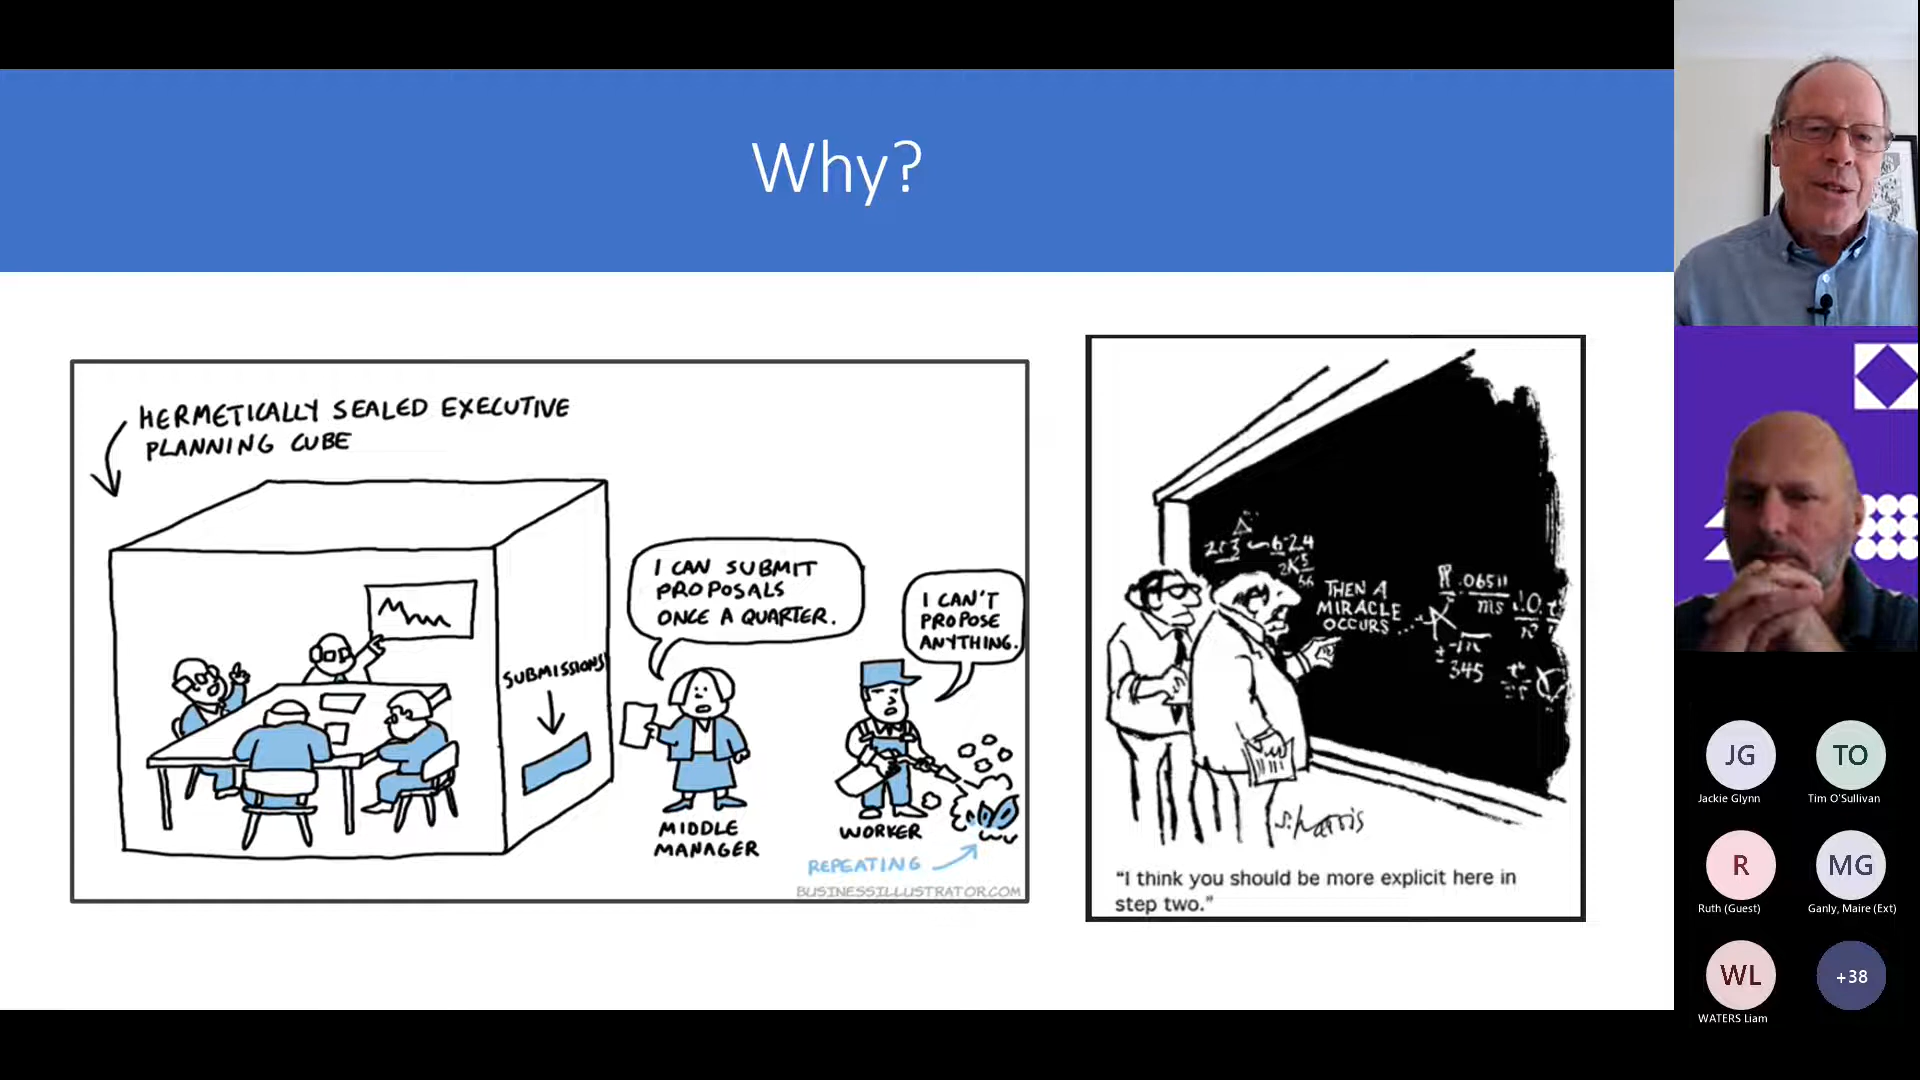 Why?
HERMETICALLY SEALED EXECUTIVE
PLANNING CUBE
SUBMISSIONS
I CAN SUBMIT
PROPOSALS
ONCE A QUARTER.
I CAN'T
PROPOSE
ANYTHING.
MIDDLE
MANAGER
WORKER
REPEATING
BUSINESSILLUSTRATOR.COM
THEN A
MIRACLE
OCCURS...
S. Harris
"I think you should be more explicit here in
step two."
JG
Jackie Glynn
TO
Tim O'Sullivan
R
Ruth (Guest)
MG
Ganly, Maire (Ext)
WL
WATERS Liam
+38